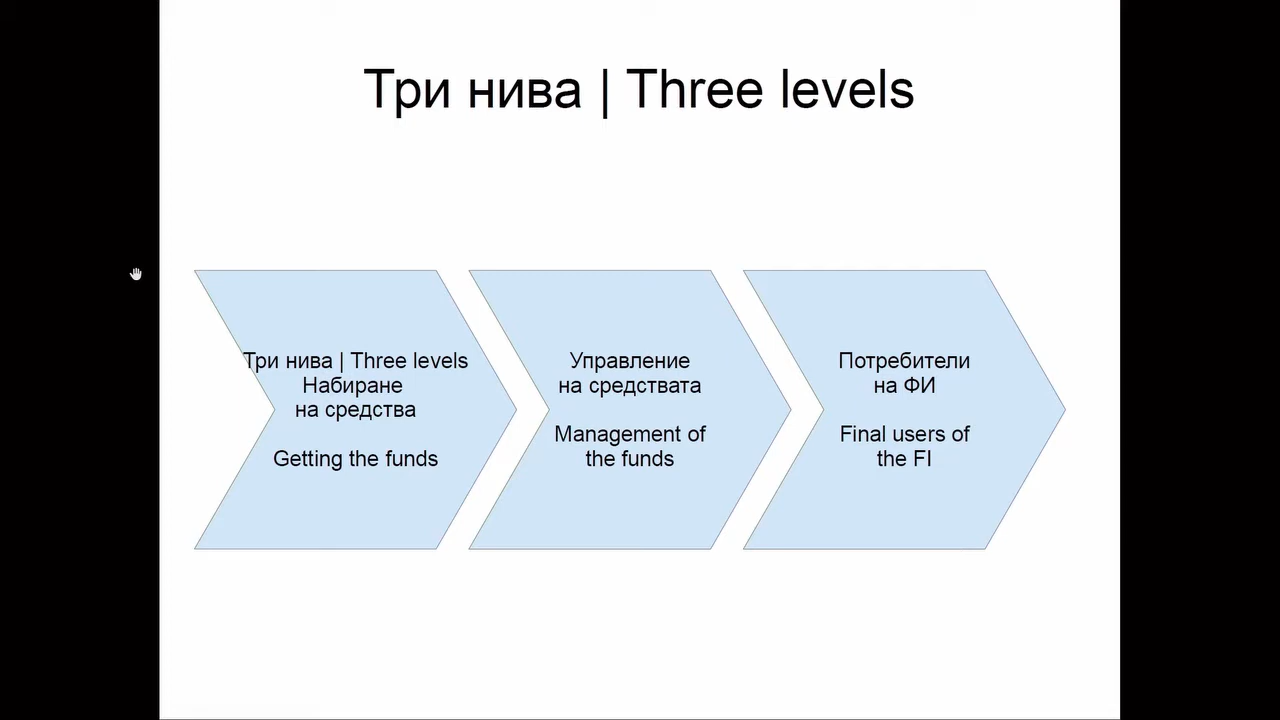 Три нива | Three levels
Три нива | Three levels
Набиране
на средства
Getting the funds
Управление
на средствата
Management of
the funds
Потребители
на ФИ
Final users of
the FI